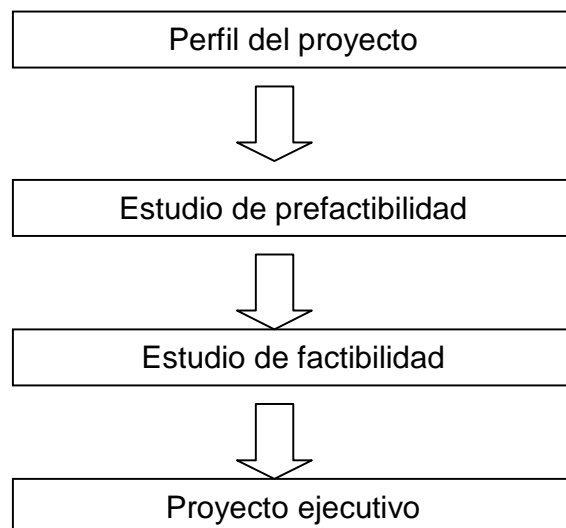 Perfil del proyecto
Estudio de prefactibilidad
Estudio de factibilidad
Proyecto ejecutivo